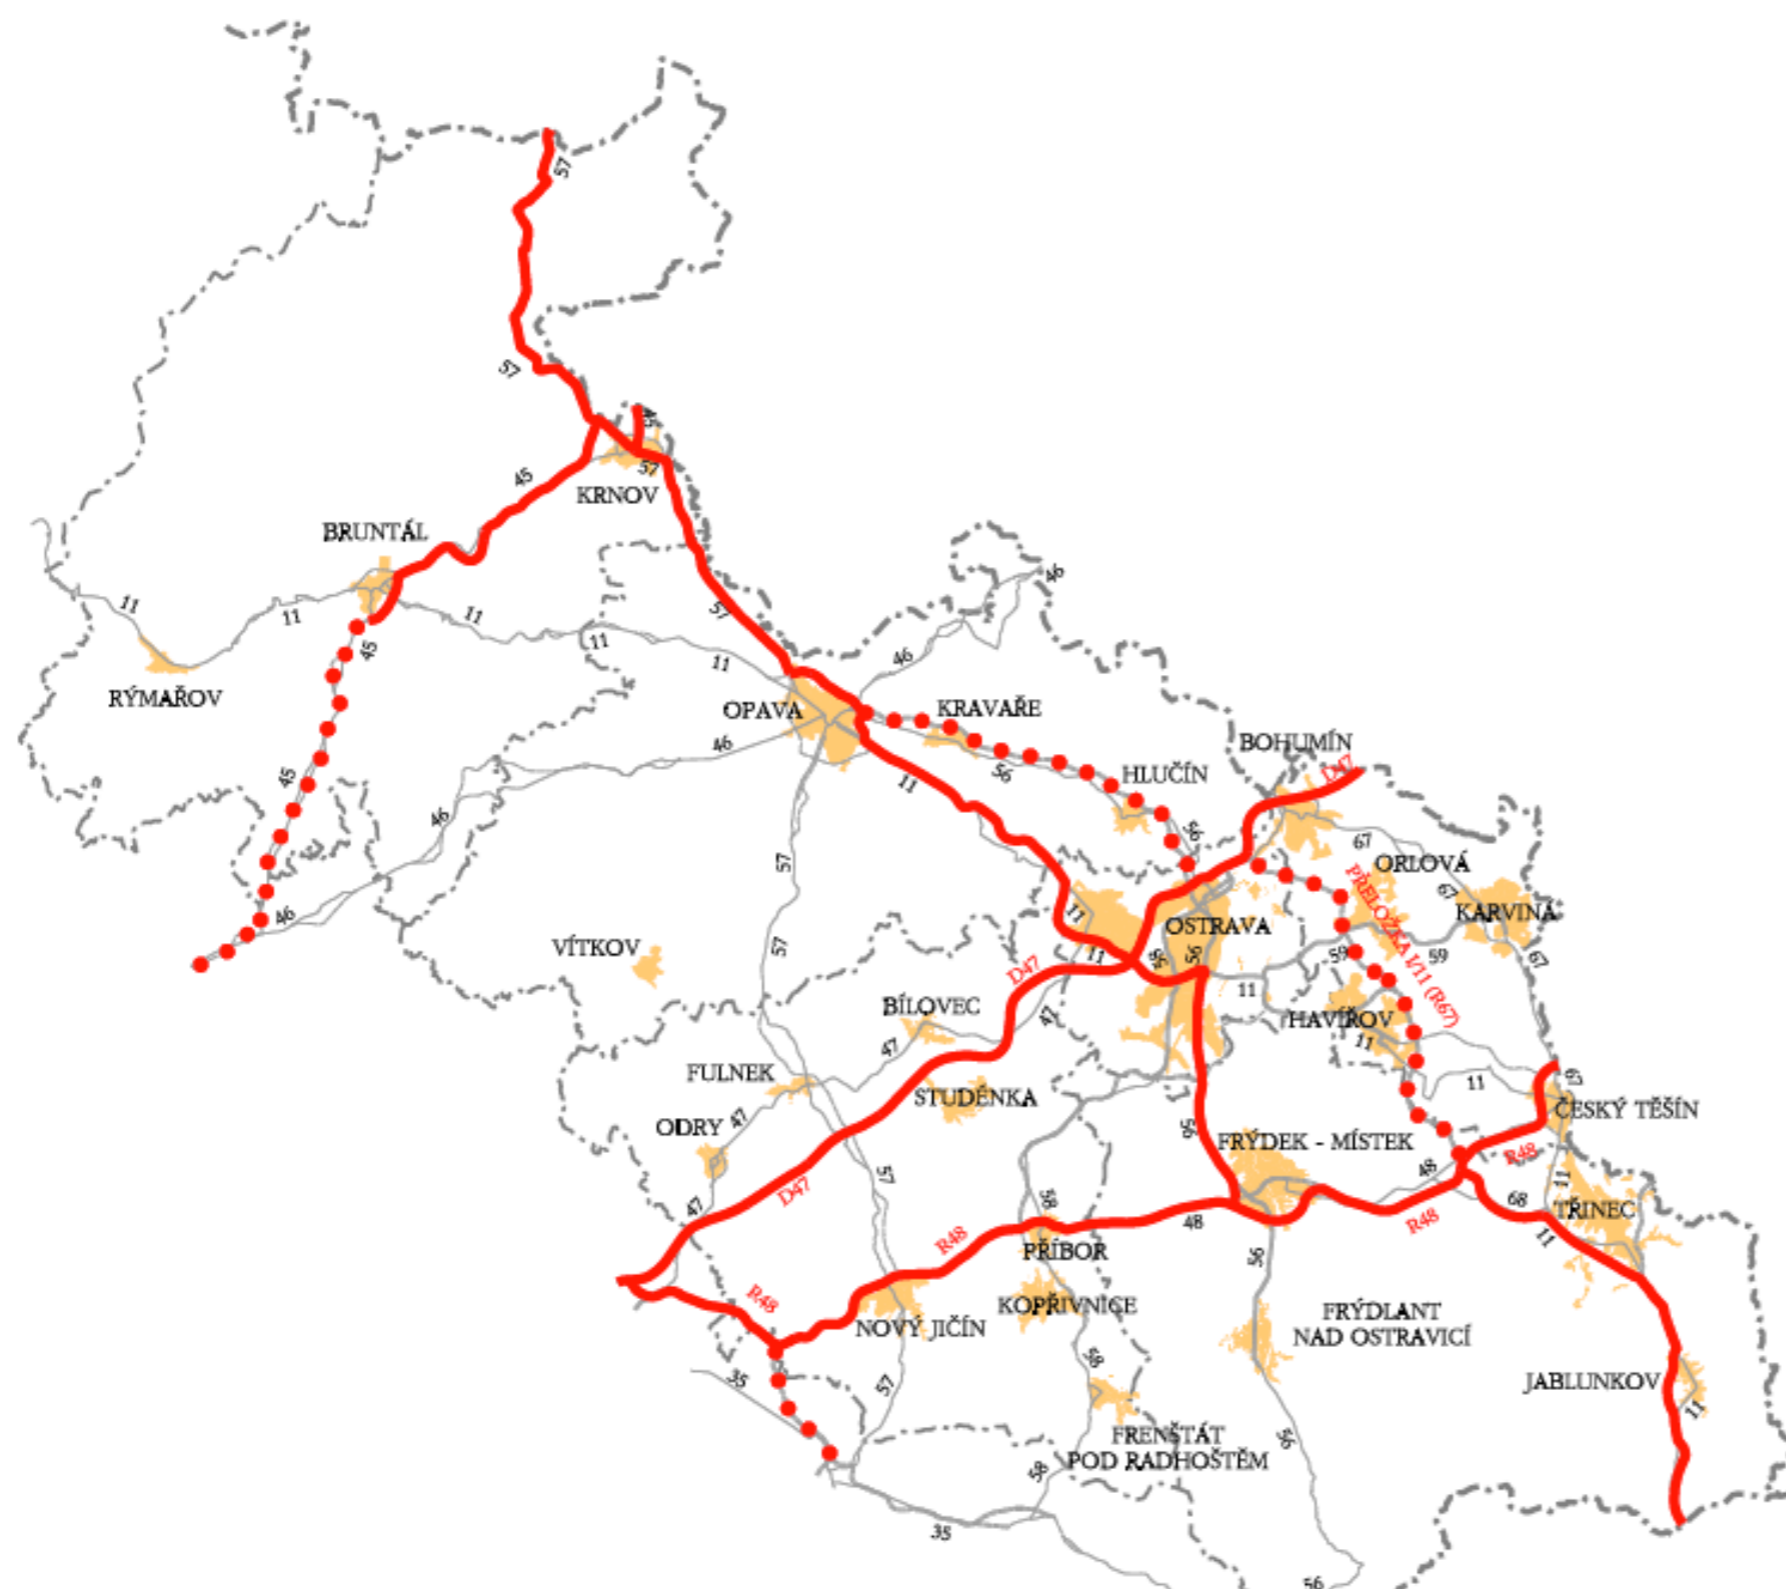 57
57
45
57
KRNOV
45
BRUNTÁL
57
46
11
11
11
11
11
46
45
RÝMAŘOV
OPAVA
KRAVAŘE
46
BOHUMÍN
D47
56
HLUČÍN
45
11
46
56
67
ORLOVÁ
57
PŘELOŽKA I/11 (R67)
67
KARVINÁ
46
11
OSTRAVA
VÍTKOV
57
11
56
56
59
59
67
D47
11
BÍLOVEC
47
HAVÍŘOV
11
47
FULNEK
STUDÉNKA
11
67
ČESKÝ TĚŠÍN
ODRY
47
56
FRÝDEK - MÍSTEK
R48
48
57
11
D47
47
58
48
68
TŘINEC
R48
R48
PŘÍBOR
56
11
R48
KOPŘIVNICE
NOVÝ JIČÍN
FRÝDLANT
NAD OSTRAVICÍ
58
35
57
JABLUNKOV
11
FRENŠTÁT
POD RADHOŠTĚM
56
58
35
56